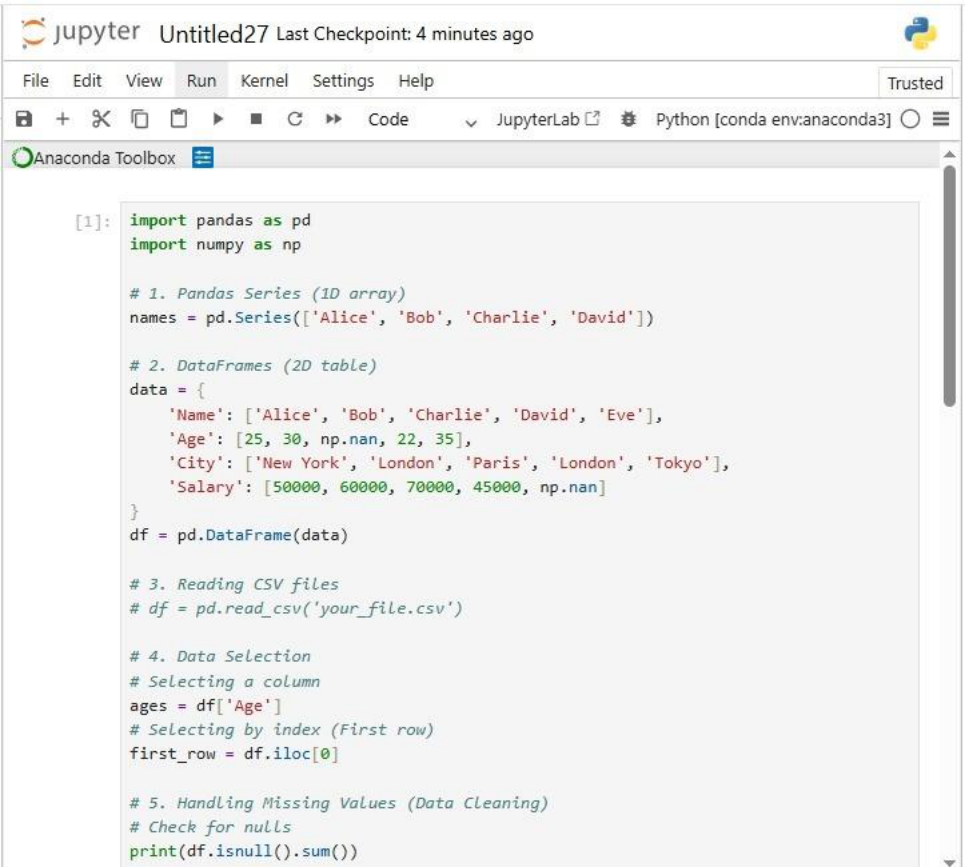 jupyter Untitled27 Last Checkpoint: 4 minutes ago
File Edit View Run Kernel Settings Help Trusted
Code JupyterLab Python [conda env:anaconda3]
Anaconda Toolbox
[1]: import pandas as pd
import numpy as np
# 1. Pandas Series (1D array)
names = pd.Series(['Alice', 'Bob', 'Charlie', 'David'])
# 2. DataFrames (2D table)
data = {
    'Name': ['Alice', 'Bob', 'Charlie', 'David', 'Eve'],
    'Age': [25, 30, np.nan, 22, 35],
    'City': ['New York', 'London', 'Paris', 'London', 'Tokyo'],
    'Salary': [50000, 60000, 70000, 45000, np.nan]
}
df = pd.DataFrame(data)
# 3. Reading CSV files
# df = pd.read_csv('your_file.csv')
# 4. Data Selection
# Selecting a column
ages = df['Age']
# Selecting by index (First row)
first_row = df.iloc[0]
# 5. Handling Missing Values (Data Cleaning)
# Check for nulls
print(df.isnull().sum())